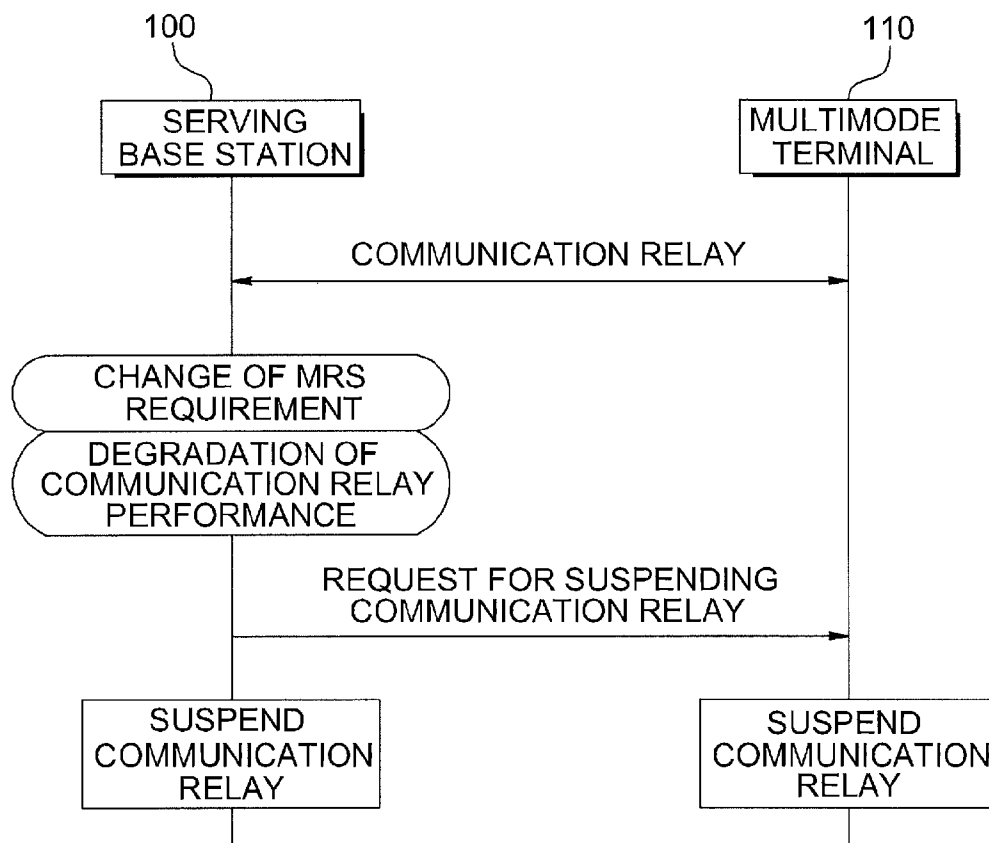 100
110
SERVING
BASE STATION
MULTIMODE
TERMINAL
COMMUNICATION RELAY
CHANGE OF MRS
REQUIREMENT
DEGRADATION OF
COMMUNICATION RELAY
PERFORMANCE
REQUEST FOR SUSPENDING
COMMUNICATION RELAY
SUSPEND
COMMUNICATION
RELAY
SUSPEND
COMMUNICATION
RELAY